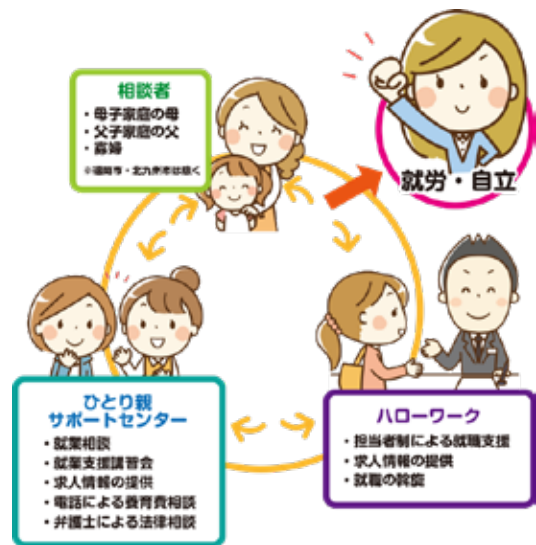 相談者
・母子家庭の母
・父子家庭の父
・寡婦
※福岡市・北九州市は除く
就労・自立
ひとり親
サポートセンター
・就業相談
・就業支援講習会
・求人情報の提供
・電話による養育費相談
・弁護士による法律相談
ハローワーク
・担当者制による就職支援
・求人情報の提供
・就職の斡旋